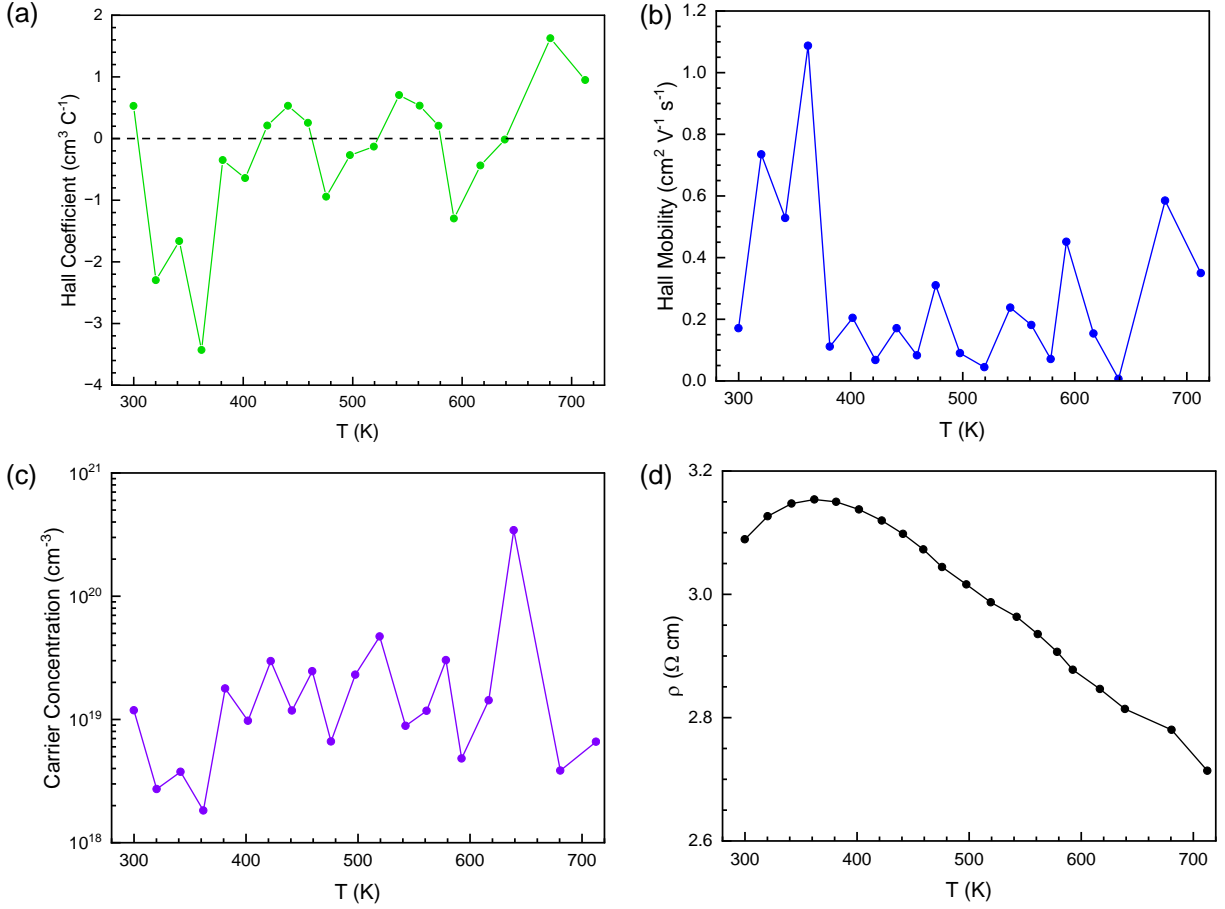 (a)
2
1
0
−1
−2
−3
−4
Hall Coefficient (cm³ C⁻¹)
300 400 500 600 700
T (K)
(b)
1.2
1.0
0.8
0.6
0.4
0.2
0.0
Hall Mobility (cm² V⁻¹ s⁻¹)
300 400 500 600 700
T (K)
(c)
10²¹
10²⁰
10¹⁹
10¹⁸
Carrier Concentration (cm⁻³)
300 400 500 600 700
T (K)
(d)
3.2
3.0
2.8
2.6
ρ (Ω cm)
300 400 500 600 700
T (K)